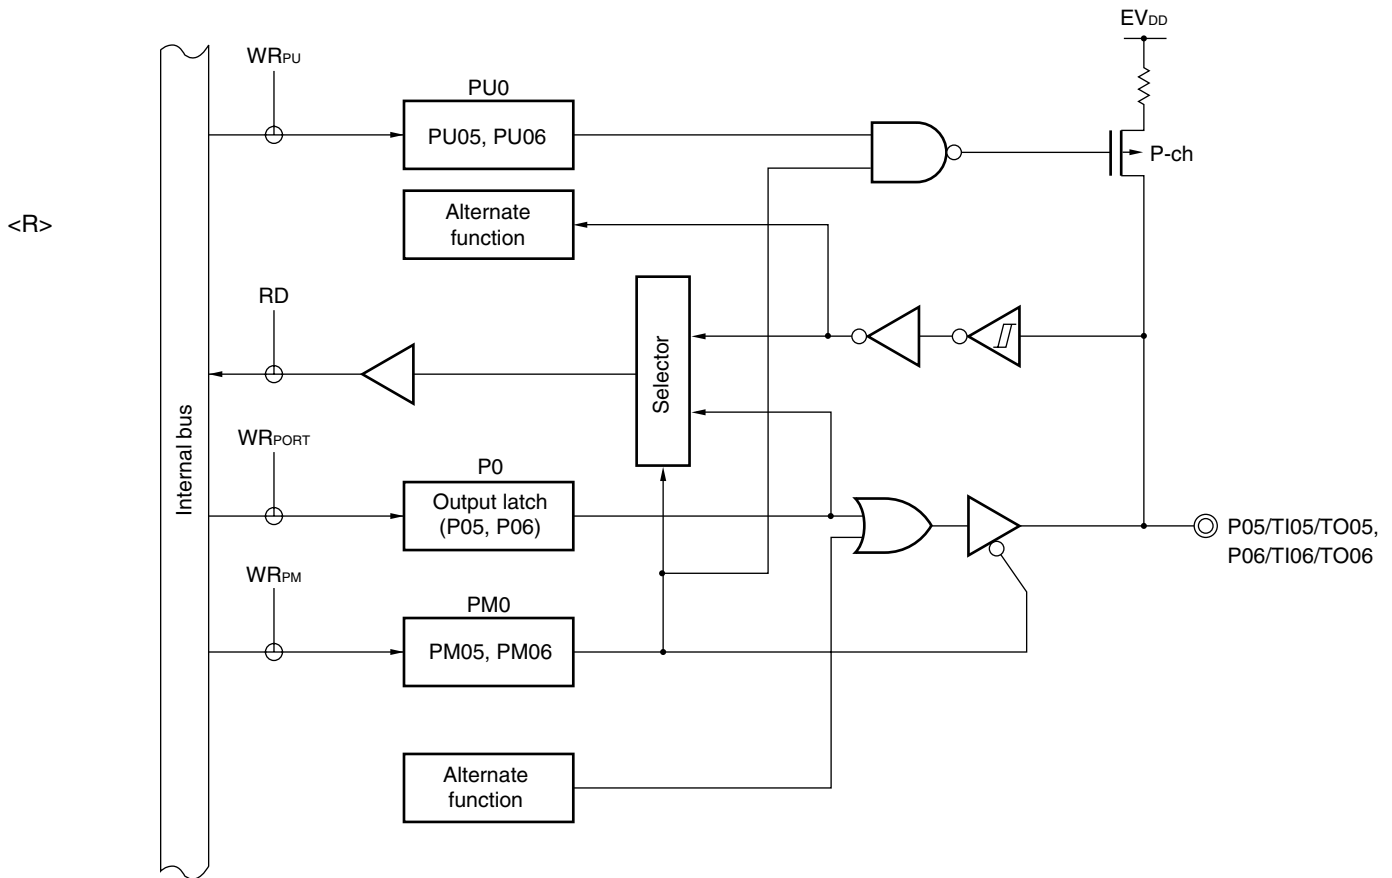 EVDD
WRPU
PU0
PU05, PU06
P-ch
<R>
Alternate
function
RD
Selector
Internal bus
WRPORT
P0
Output latch
(P05, P06)
P05/TI05/TO05,
P06/TI06/TO06
WRPM
PM0
PM05, PM06
Alternate
function